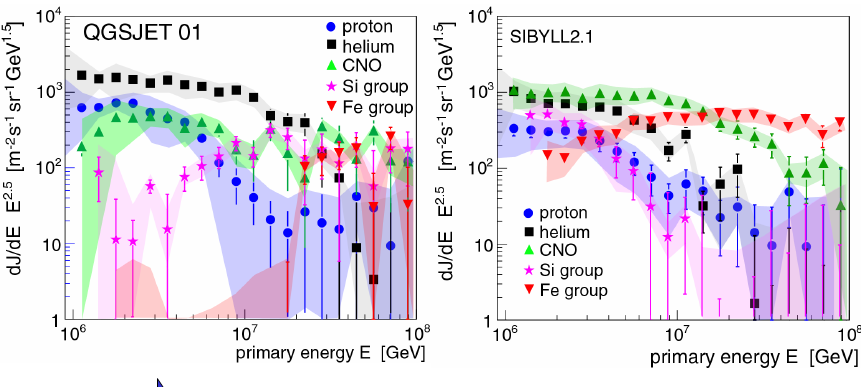 QGSJET 01
proton
helium
CNO
Si group
Fe group
dJ/dE E^2.5 [m^-2 s^-1 sr^-1 GeV^1.5]
10^4
10^3
10^2
10
1
10^6
10^7
10^8
primary energy E [GeV]
SIBYLL2.1
proton
helium
CNO
Si group
Fe group
dJ/dE E^2.5 [m^-2 s^-1 sr^-1 GeV^1.5]
10^4
10^3
10^2
10
1
10^6
10^7
10^8
primary energy E [GeV]